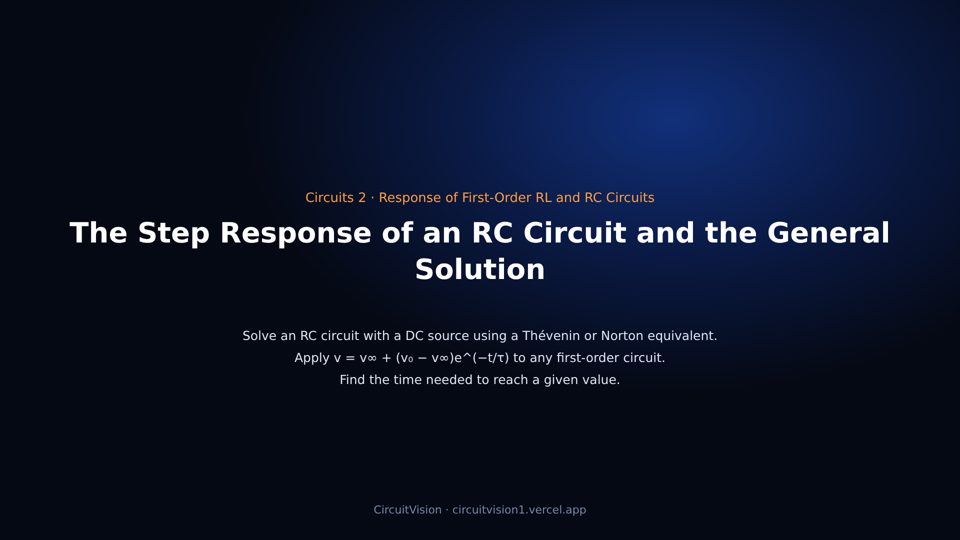 Circuits 2 · Response of First-Order RL and RC Circuits
The Step Response of an RC Circuit and the General
Solution
Solve an RC circuit with a DC source using a Thévenin or Norton equivalent.
Apply v = v∞ + (v₀ − v∞)e^(−t/τ) to any first-order circuit.
Find the time needed to reach a given value.
CircuitVision · circuitvision1.vercel.app